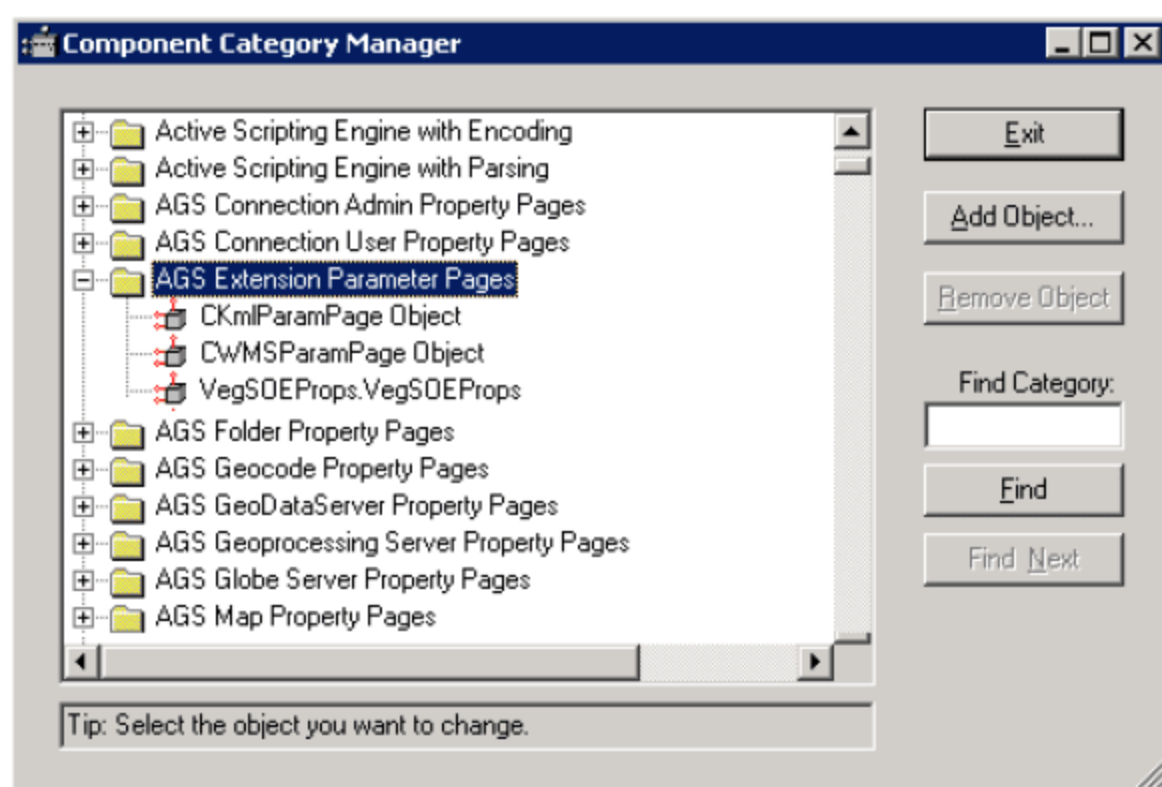 Component Category Manager
Active Scripting Engine with Encoding
Active Scripting Engine with Parsing
AGS Connection Admin Property Pages
AGS Connection User Property Pages
AGS Extension Parameter Pages
CKmlParamPage Object
CWMSParamPage Object
VegSOEProps.VegSOEProps
AGS Folder Property Pages
AGS Geocode Property Pages
AGS GeoDataServer Property Pages
AGS Geoprocessing Server Property Pages
AGS Globe Server Property Pages
AGS Map Property Pages
Tip: Select the object you want to change.
Exit
Add Object...
Remove Object
Find Category:
Find
Find Next